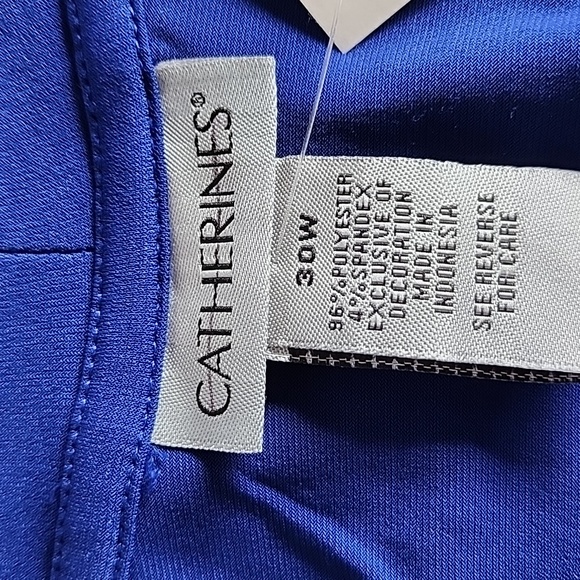 CATHERINES®
30W
96% POLYESTER
4% SPANDEX
EXCLUSIVE OF
DECORATION
MADE IN
INDONESIA
SEE REVERSE
FOR CARE